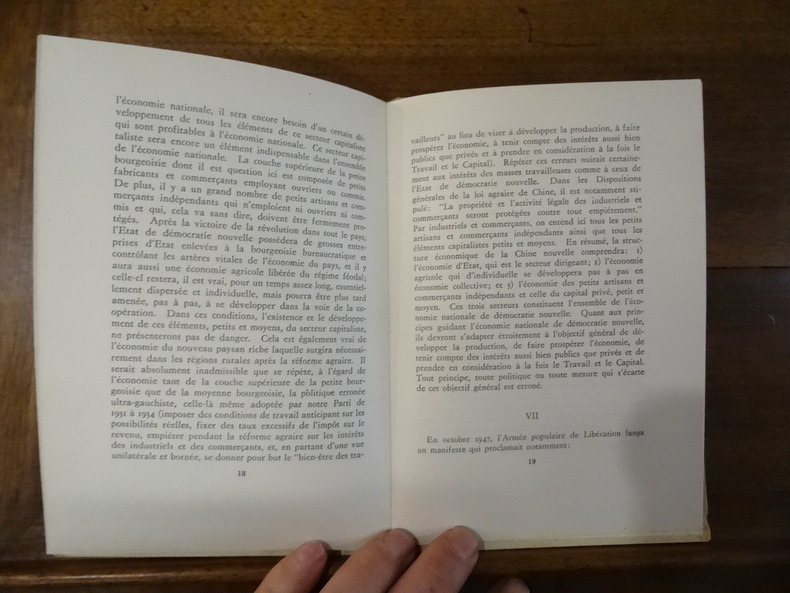 l'économie nationale, il sera encore besoin d'un certain dé-
veloppement de tous les éléments de ce secteur capitaliste
qui sont profitables à l'économie nationale. Ce secteur capi-
taliste sera encore un élément indispensable dans l'ensemble
de l'économie nationale. La couche supérieure de la petite
bourgeoisie dont il est question ici est composée de petits
fabricants et commerçants employant ouvriers ou commis.
De plus, il y a un grand nombre de petits artisans et com-
merçants indépendants qui n'emploient ni ouvriers ni com-
mis et qui, cela va sans dire, doivent être fermement pro-
tégés. Après la victoire de la révolution dans tout le pays,
l'Etat de démocratie nouvelle possédera de grosses entre-
prises d'Etat enlevées à la bourgeoisie bureaucratique et
contrôlant les artères vitales de l'économie du pays, et il y
aura aussi une économie agricole libérée du régime féodal;
celle-ci restera, il est vrai, pour un temps assez long, essentiel-
lement dispersée et individuelle, mais pourra être plus tard
amenée, pas à pas, à se développer dans la voie de la co-
opération. Dans ces conditions, l'existence et le développe-
ment de ces éléments, petits et moyens, du secteur capitaliste,
ne présenteront pas de danger. Cela est également vrai de
l'économie du nouveau paysan riche laquelle surgira nécessai-
rement dans les régions rurales après la réforme agraire. Il
serait absolument inadmissible que se répète, à l'égard de
l'économie tant de la couche supérieure de la petite bour-
geoisie que de la moyenne bourgeoisie, la politique erronée
ultra-gauchiste, celle-là même adoptée par notre Parti de
1931 à 1934 (imposer des conditions de travail anticipant sur les
possibilités réelles, fixer des taux excessifs de l'impôt sur le
revenu, empiéter pendant la réforme agraire sur les intérêts
des industriels et des commerçants, et, en partant d'une vue
unilatérale et bornée, se donner pour but le "bien-être des tra-
18
vailleurs" au lieu de viser à développer la production, à faire
prospérer l'économie, à tenir compte des intérêts aussi bien
publics que privés et à prendre en considération à la fois le
Travail et le Capital). Répéter ces erreurs nuirait certaine-
ment aux intérêts des masses travailleuses comme à ceux de
l'Etat de démocratie nouvelle. Dans les Dispositions
générales de la loi agraire de Chine, il est notamment sti-
pulé: "La propriété et l'activité légale des industriels et
commerçants seront protégées contre tout empiétement."
Par industriels et commerçants, on entend ici tous les petits
artisans et commerçants indépendants ainsi que tous les
éléments capitalistes petits et moyens. En résumé, la struc-
ture économique de la Chine nouvelle comprendra: 1)
l'économie d'Etat, qui est le secteur dirigeant; 2) l'économie
agricole qui d'individuelle se développera pas à pas en
économie collective; et 3) l'économie des petits artisans et
commerçants indépendants et celle du capital privé, petit et
moyen. Ces trois secteurs constituent l'ensemble de l'éco-
nomie nationale de démocratie nouvelle. Quant aux prin-
cipes guidant l'économie nationale de démocratie nouvelle,
ils devront s'adapter étroitement à l'objectif général de dé-
velopper la production, de faire prospérer l'économie, de
tenir compte des intérêts aussi bien publics que privés et de
prendre en considération à la fois le Travail et le Capital.
Tout principe, toute politique ou toute mesure qui s'écarte
de cet objectif général est erroné.
VII
En octobre 1947, l'Armée populaire de Libération lança
un manifeste qui proclamait notamment:
19